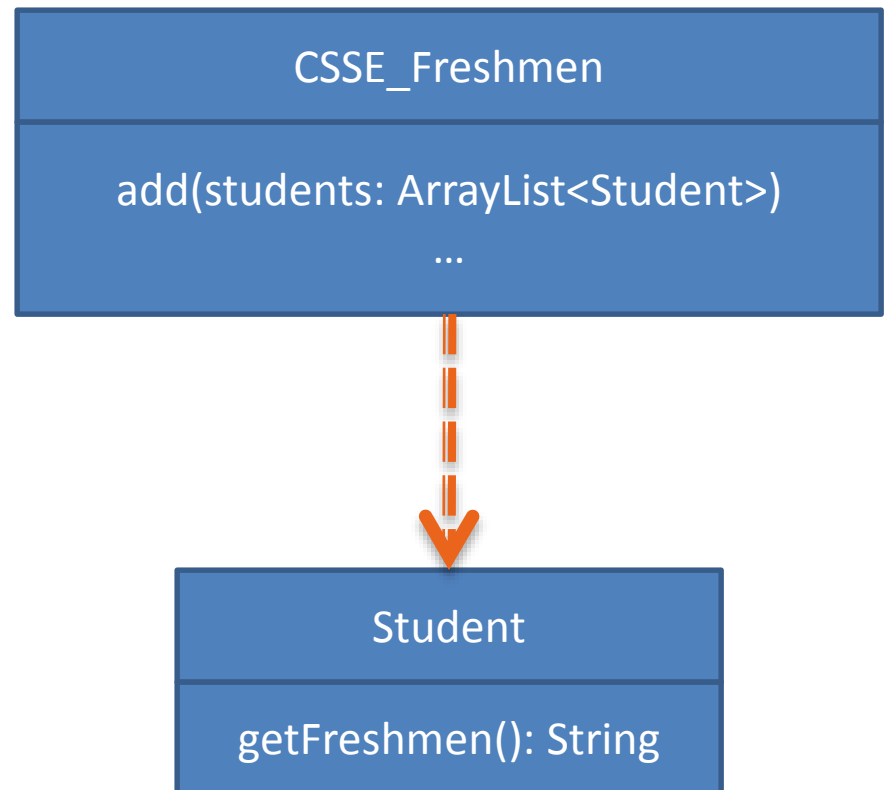 CSSE_Freshmen
add(students: ArrayList<Student>)
…
Student
getFreshmen(): String